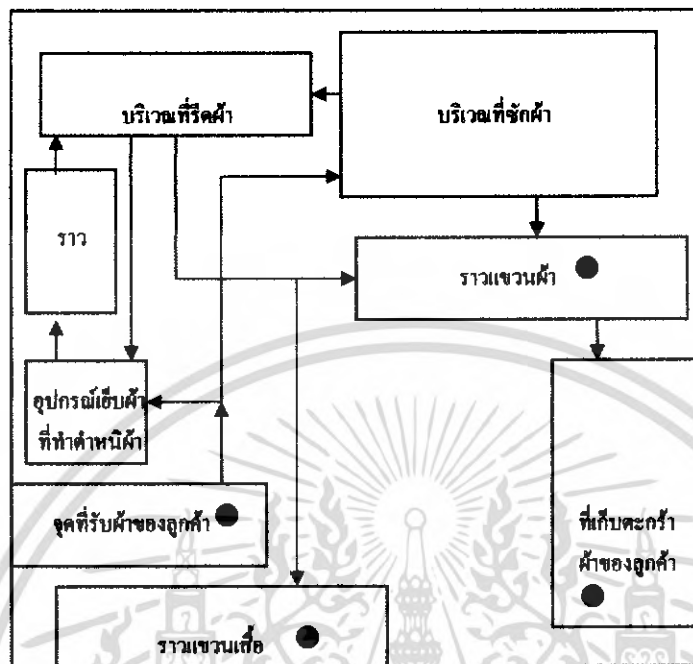 บริเวณที่รีดผ้า
บริเวณที่ซักผ้า
ราว
ราวแขวนผ้า
อุปกรณ์เย็บผ้า
ที่ทำตำหนิผ้า
จุดที่รับผ้าของลูกค้า
ที่เก็บตะกร้า
ผ้าของลูกค้า
ราวแขวนเสื้อ